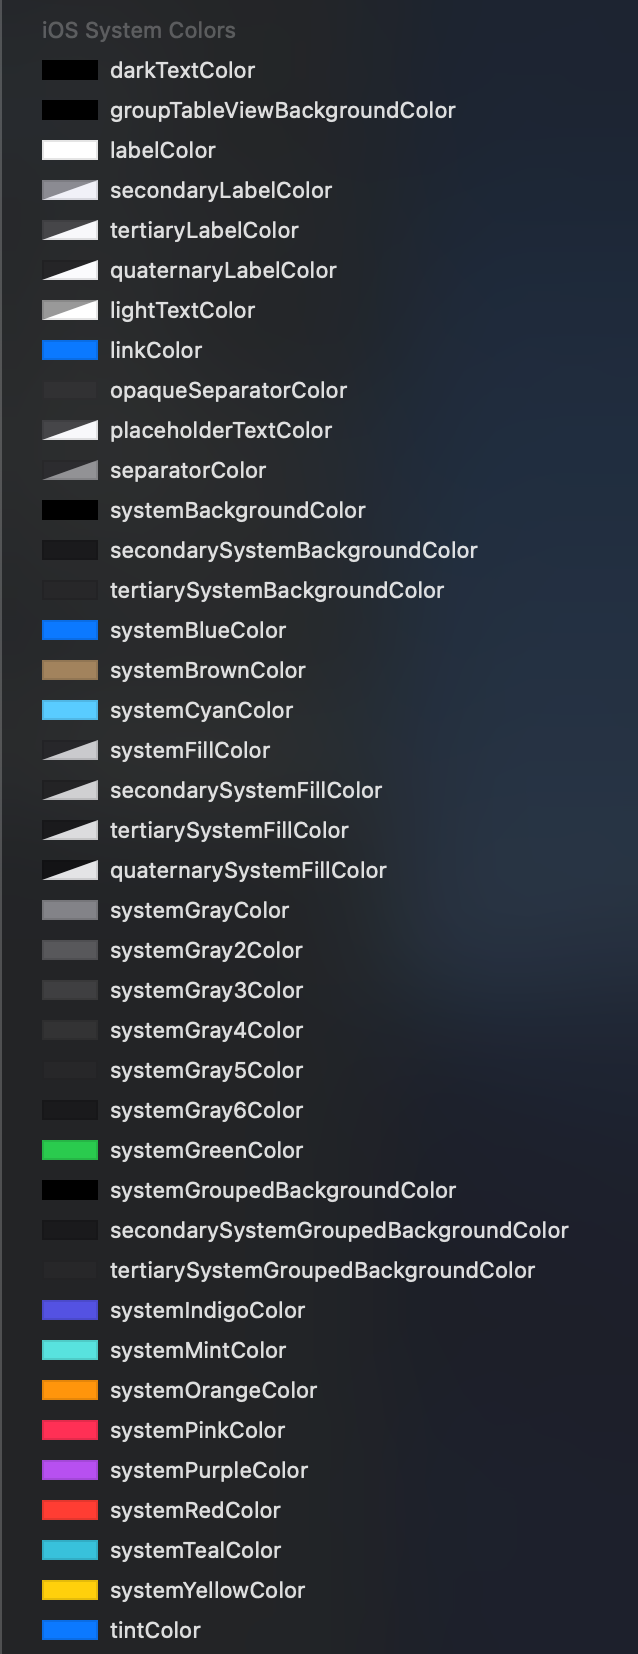 iOS System Colors
darkTextColor
groupTableViewBackgroundColor
labelColor
secondaryLabelColor
tertiaryLabelColor
quaternaryLabelColor
lightTextColor
linkColor
opaqueSeparatorColor
placeholderTextColor
separatorColor
systemBackgroundColor
secondarySystemBackgroundColor
tertiarySystemBackgroundColor
systemBlueColor
systemBrownColor
systemCyanColor
systemFillColor
secondarySystemFillColor
tertiarySystemFillColor
quaternarySystemFillColor
systemGrayColor
systemGray2Color
systemGray3Color
systemGray4Color
systemGray5Color
systemGray6Color
systemGreenColor
systemGroupedBackgroundColor
secondarySystemGroupedBackgroundColor
tertiarySystemGroupedBackgroundColor
systemIndigoColor
systemMintColor
systemOrangeColor
systemPinkColor
systemPurpleColor
systemRedColor
systemTealColor
systemYellowColor
tintColor